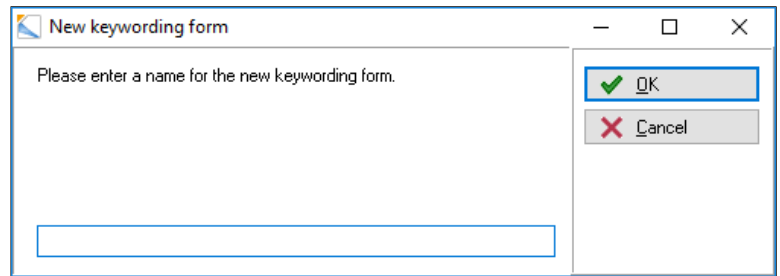 New keywording form
Please enter a name for the new keywording form.
OK
Cancel